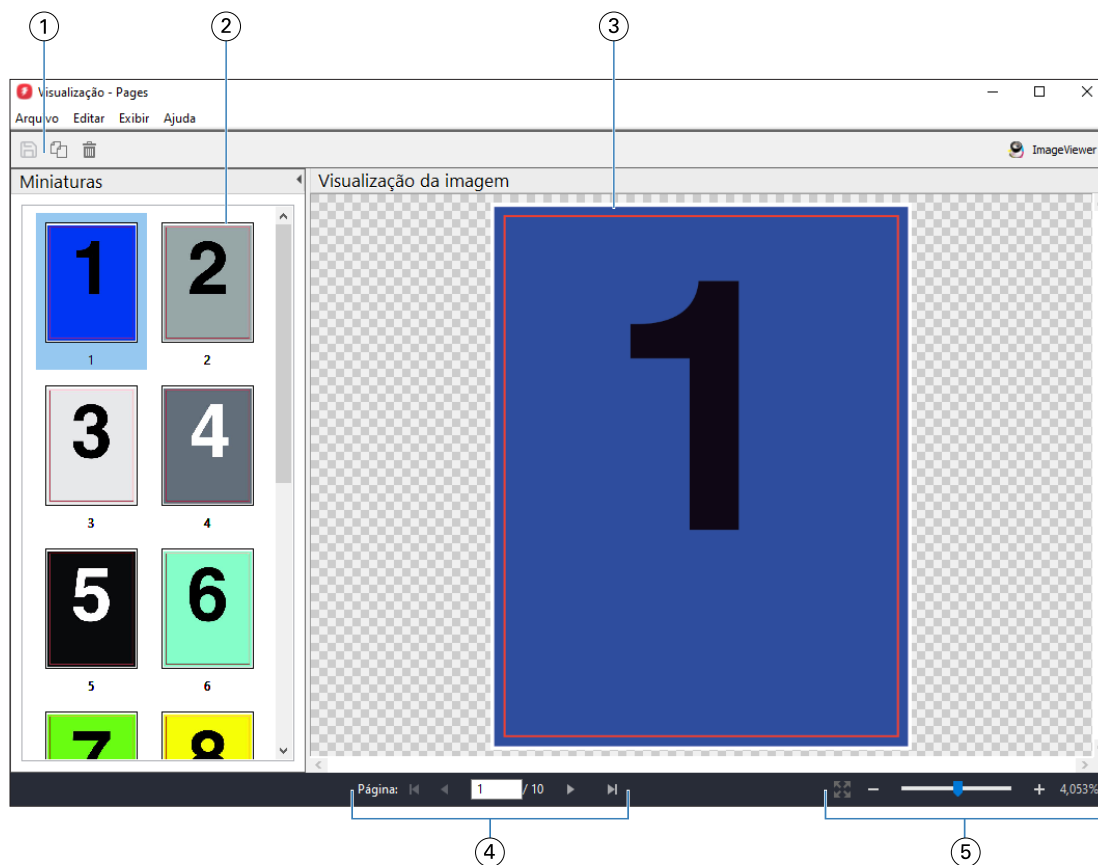 1 2 3
Visualização - Pages
Arquivo Editar Exibir Ajuda
ImageViewer
Miniaturas
Visualização da imagem
1 2
1 2
3 4
3 4
5 6
5 6
7 8
1
Página: 1 / 10
4,053%
4 5